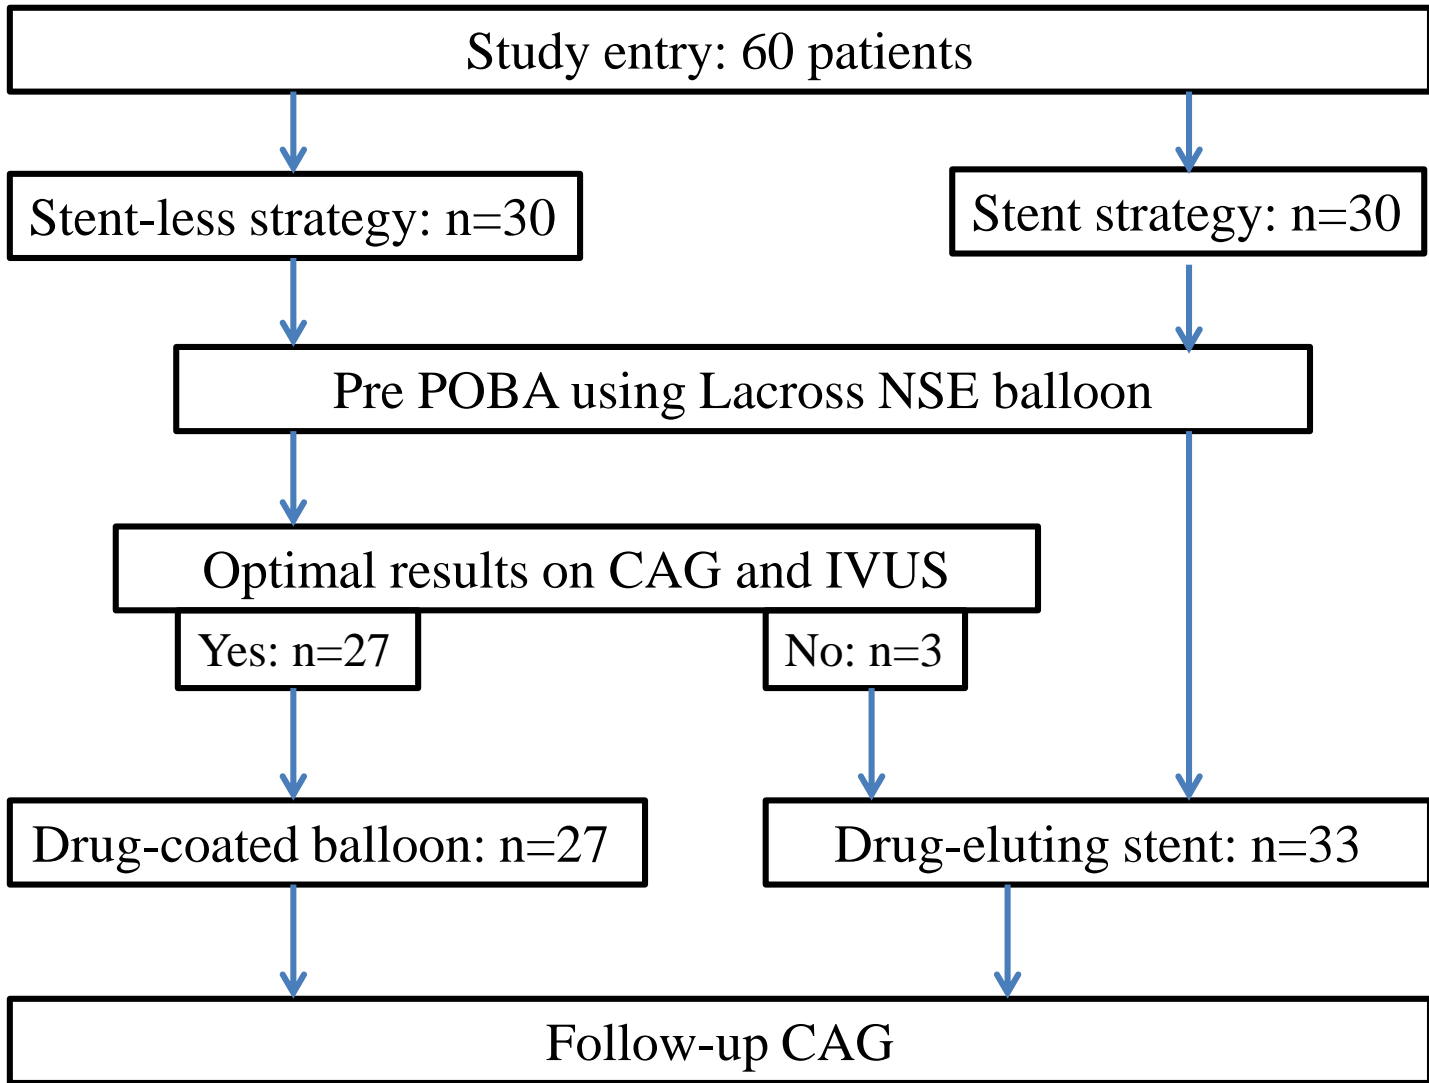 Study entry: 60 patients
Stent-less strategy: n=30
Stent strategy: n=30
Pre POBA using Lacross NSE balloon
Optimal results on CAG and IVUS
Yes: n=27
No: n=3
Drug-coated balloon: n=27
Drug-eluting stent: n=33
Follow-up CAG